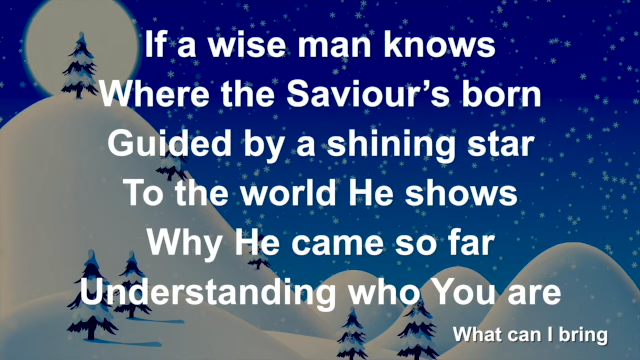 If a wise man knows
Where the Saviour’s born
Guided by a shining star
To the world He shows
Why He came so far
Understanding who You are
What can I bring